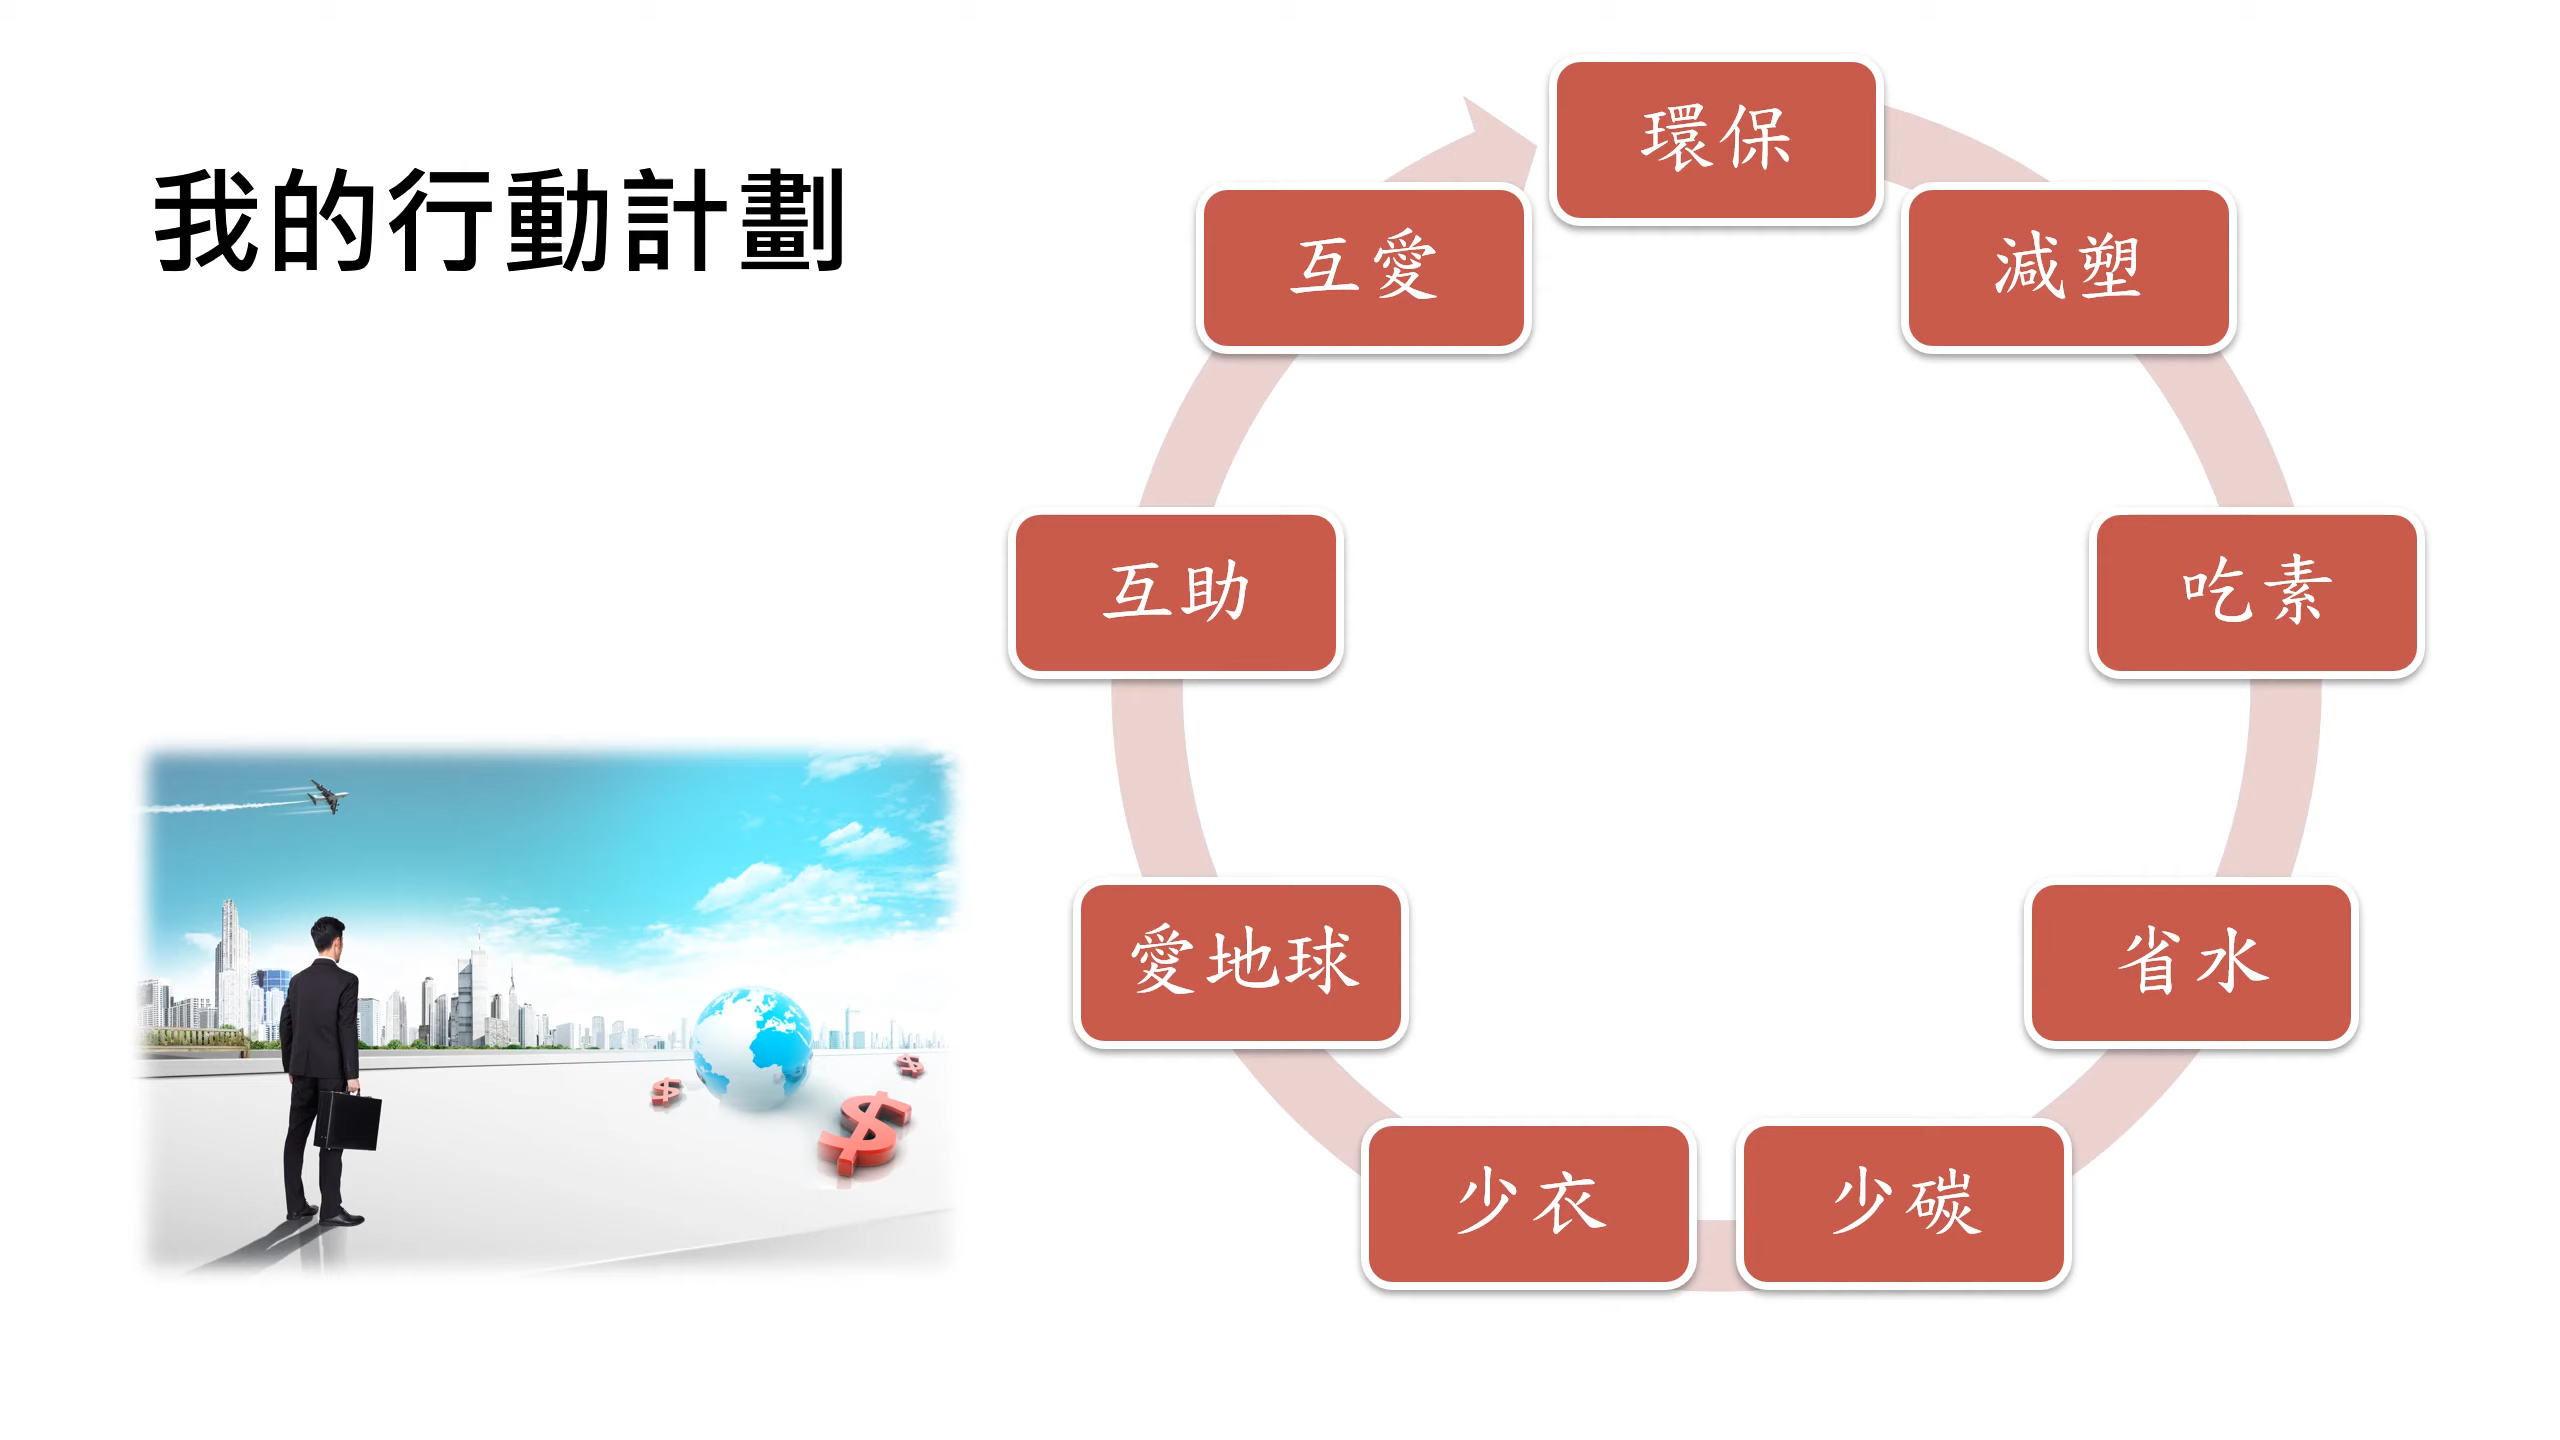 我的行動計劃
環保
減塑
吃素
省水
少碳
少衣
愛地球
互助
互愛
$
$
$